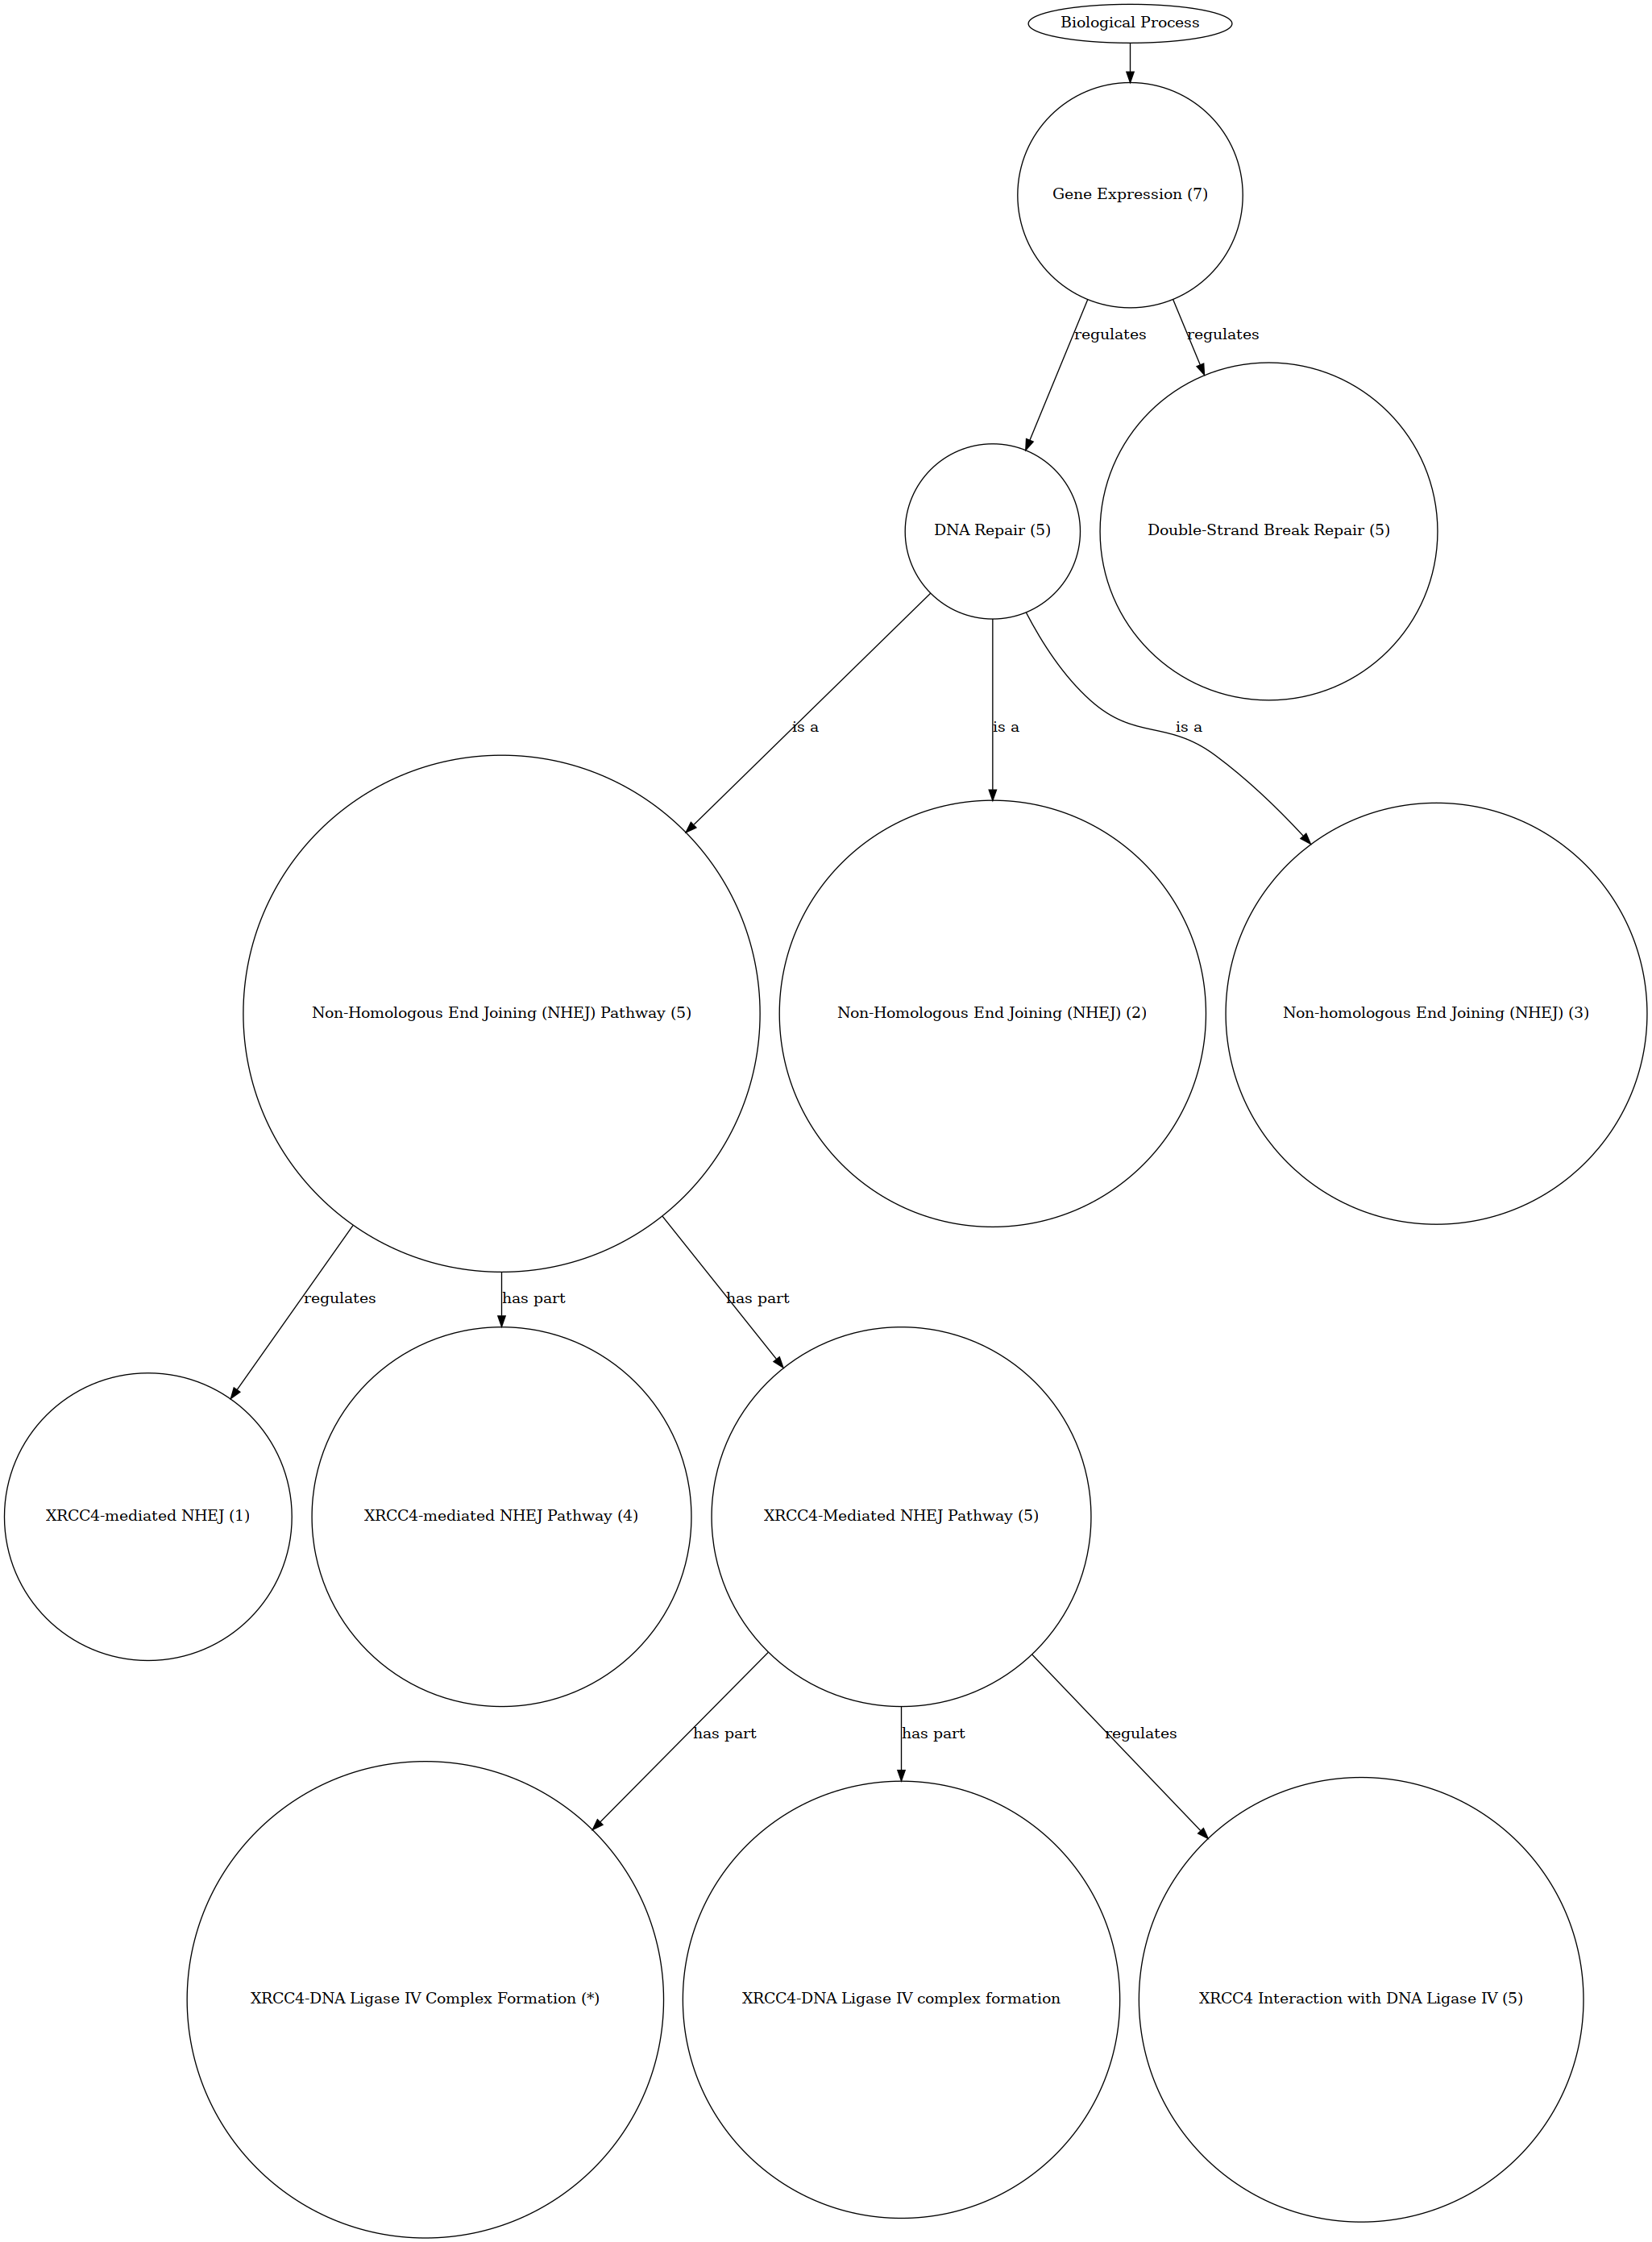 Biological Process
Gene Expression (7)
regulates
regulates
DNA Repair (5)
Double-Strand Break Repair (5)
is a
is a
is a
Non-Homologous End Joining (NHEJ) Pathway (5)
Non-Homologous End Joining (NHEJ) (2)
Non-homologous End Joining (NHEJ) (3)
regulates
has part
has part
XRCC4-mediated NHEJ (1)
XRCC4-mediated NHEJ Pathway (4)
XRCC4-Mediated NHEJ Pathway (5)
has part
has part
regulates
XRCC4-DNA Ligase IV Complex Formation (*)
XRCC4-DNA Ligase IV complex formation
XRCC4 Interaction with DNA Ligase IV (5)